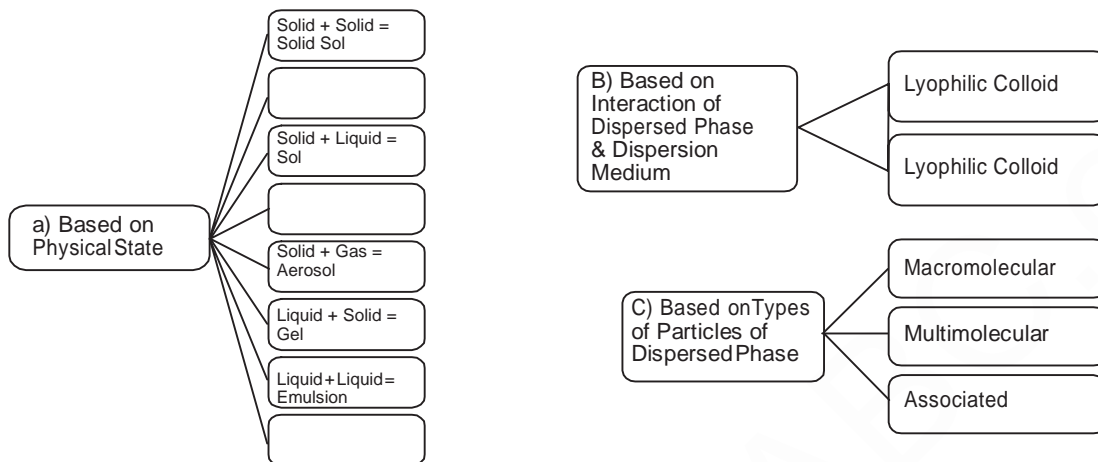 a) Based on
Physical State
Solid + Solid =
Solid Sol
Solid + Liquid =
Sol
Solid + Gas =
Aerosol
Liquid + Solid =
Gel
Liquid + Liquid =
Emulsion
B) Based on
Interaction of
Dispersed Phase
& Dispersion
Medium
Lyophilic Colloid
Lyophilic Colloid
C) Based on Types
of Particles of
Dispersed Phase
Macromolecular
Multimolecular
Associated